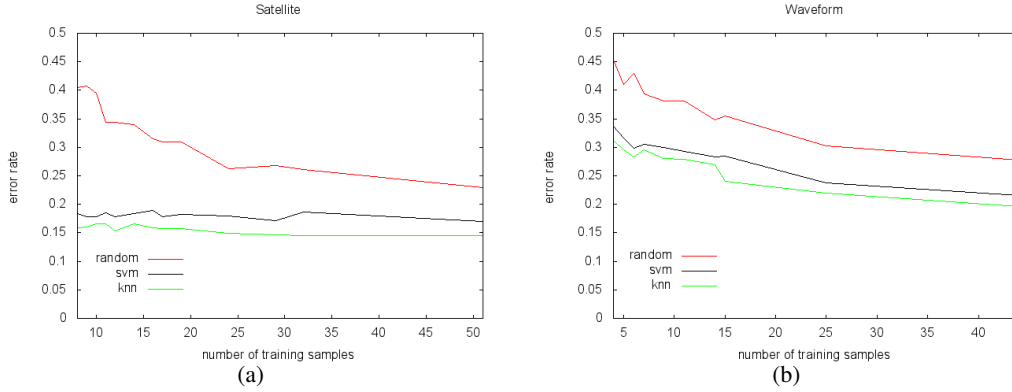 Satellite
0.5
0.45
0.4
0.35
0.3
0.25
0.2
0.15
0.1
0.05
0
error rate
random
svm
knn
10 15 20 25 30 35 40 45 50
number of training samples
(a)
Waveform
0.5
0.45
0.4
0.35
0.3
0.25
0.2
0.15
0.1
0.05
0
error rate
random
svm
knn
5 10 15 20 25 30 35 40
number of training samples
(b)